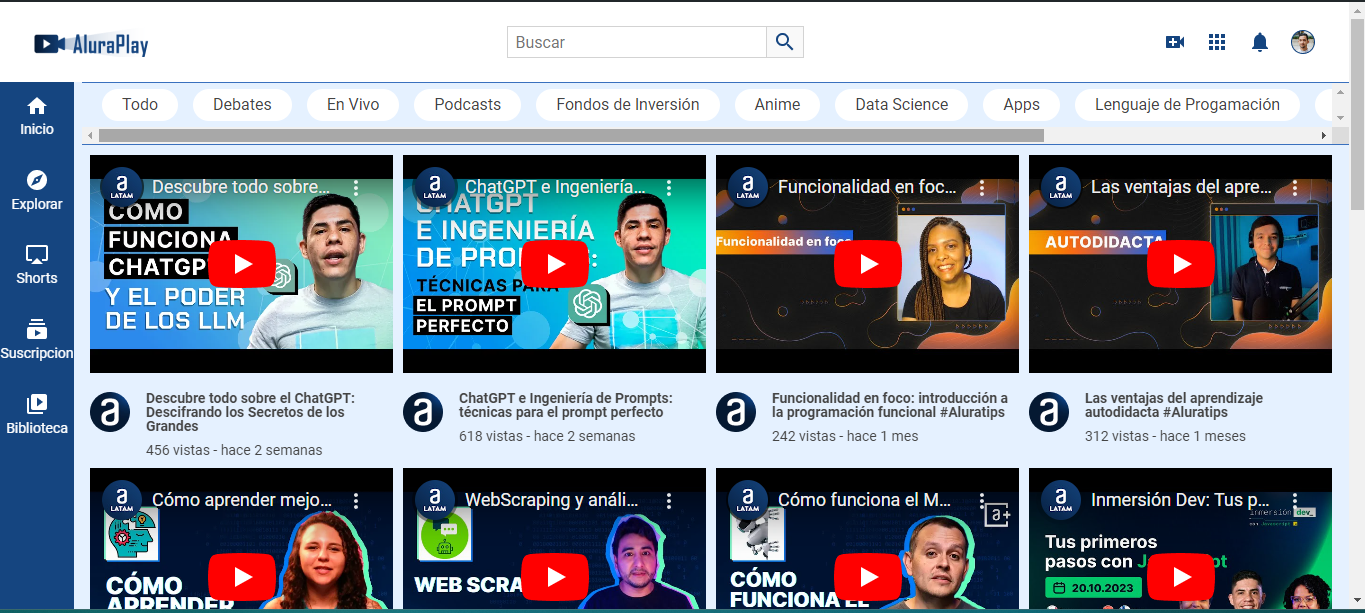 AluraPlay
Buscar
Inicio
Explorar
Shorts
Suscripcion
Biblioteca
Todo
Debates
En Vivo
Podcasts
Fondos de Inversión
Anime
Data Science
Apps
Lenguaje de Progamación
a LATAM
Descubre todo sobre...
CÓMO
FUNCIONA
CHATGPT
Y EL PODER
DE LOS LLM
Descubre todo sobre el ChatGPT:
Descifrando los Secretos de los
Grandes
456 vistas - hace 2 semanas
a LATAM
ChatGPT e Ingeniería...
CHATGPT
E INGENIERÍA
DE PRO
:
TÉCNICAS PARA
EL PROMPT
PERFECTO
ChatGPT e Ingeniería de Prompts:
técnicas para el prompt perfecto
618 vistas - hace 2 semanas
a LATAM
Funcionalidad en foc...
Funcionalidad en foco
Funcionalidad en foco: introducción a
la programación funcional #Aluratips
242 vistas - hace 1 mes
a LATAM
Las ventajas del apre...
AUTODIDACTA
Las ventajas del aprendizaje
autodidacta #Aluratips
312 vistas - hace 1 meses
a LATAM
Cómo aprender mejo...
CÓMO
APRENDER
a LATAM
WebScraping y análi...
WEB SCRA
a LATAM
Cómo funciona el M...
a+
CÓMO
FUNCIONA EL
a LATAM
Inmersión Dev: Tus p...
inmersión dev_
con Javascript
Tus primeros
pasos con J
ot
20.10.2023